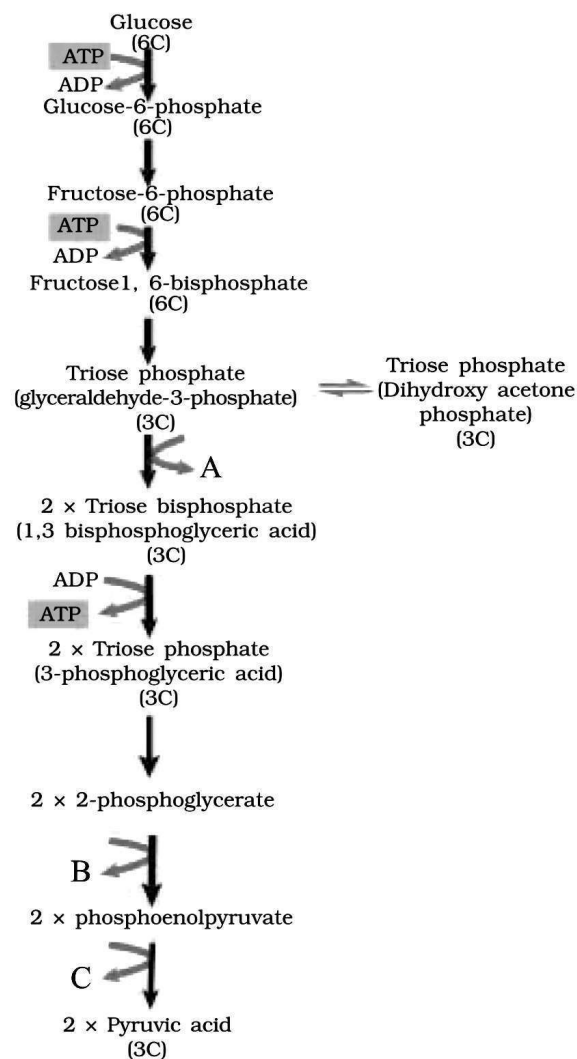 Glucose
(6C)
ATP
ADP
Glucose-6-phosphate
(6C)
Fructose-6-phosphate
(6C)
ATP
ADP
Fructose1, 6-bisphosphate
(6C)
Triose phosphate
(glyceraldehyde-3-phosphate)
(3C)
Triose phosphate
(Dihydroxy acetone
phosphate)
(3C)
A
2 × Triose bisphosphate
(1,3 bisphosphoglyceric acid)
(3C)
ADP
ATP
2 × Triose phosphate
(3-phosphoglyceric acid)
(3C)
2 × 2-phosphoglycerate
B
2 × phosphoenolpyruvate
C
2 × Pyruvic acid
(3C)